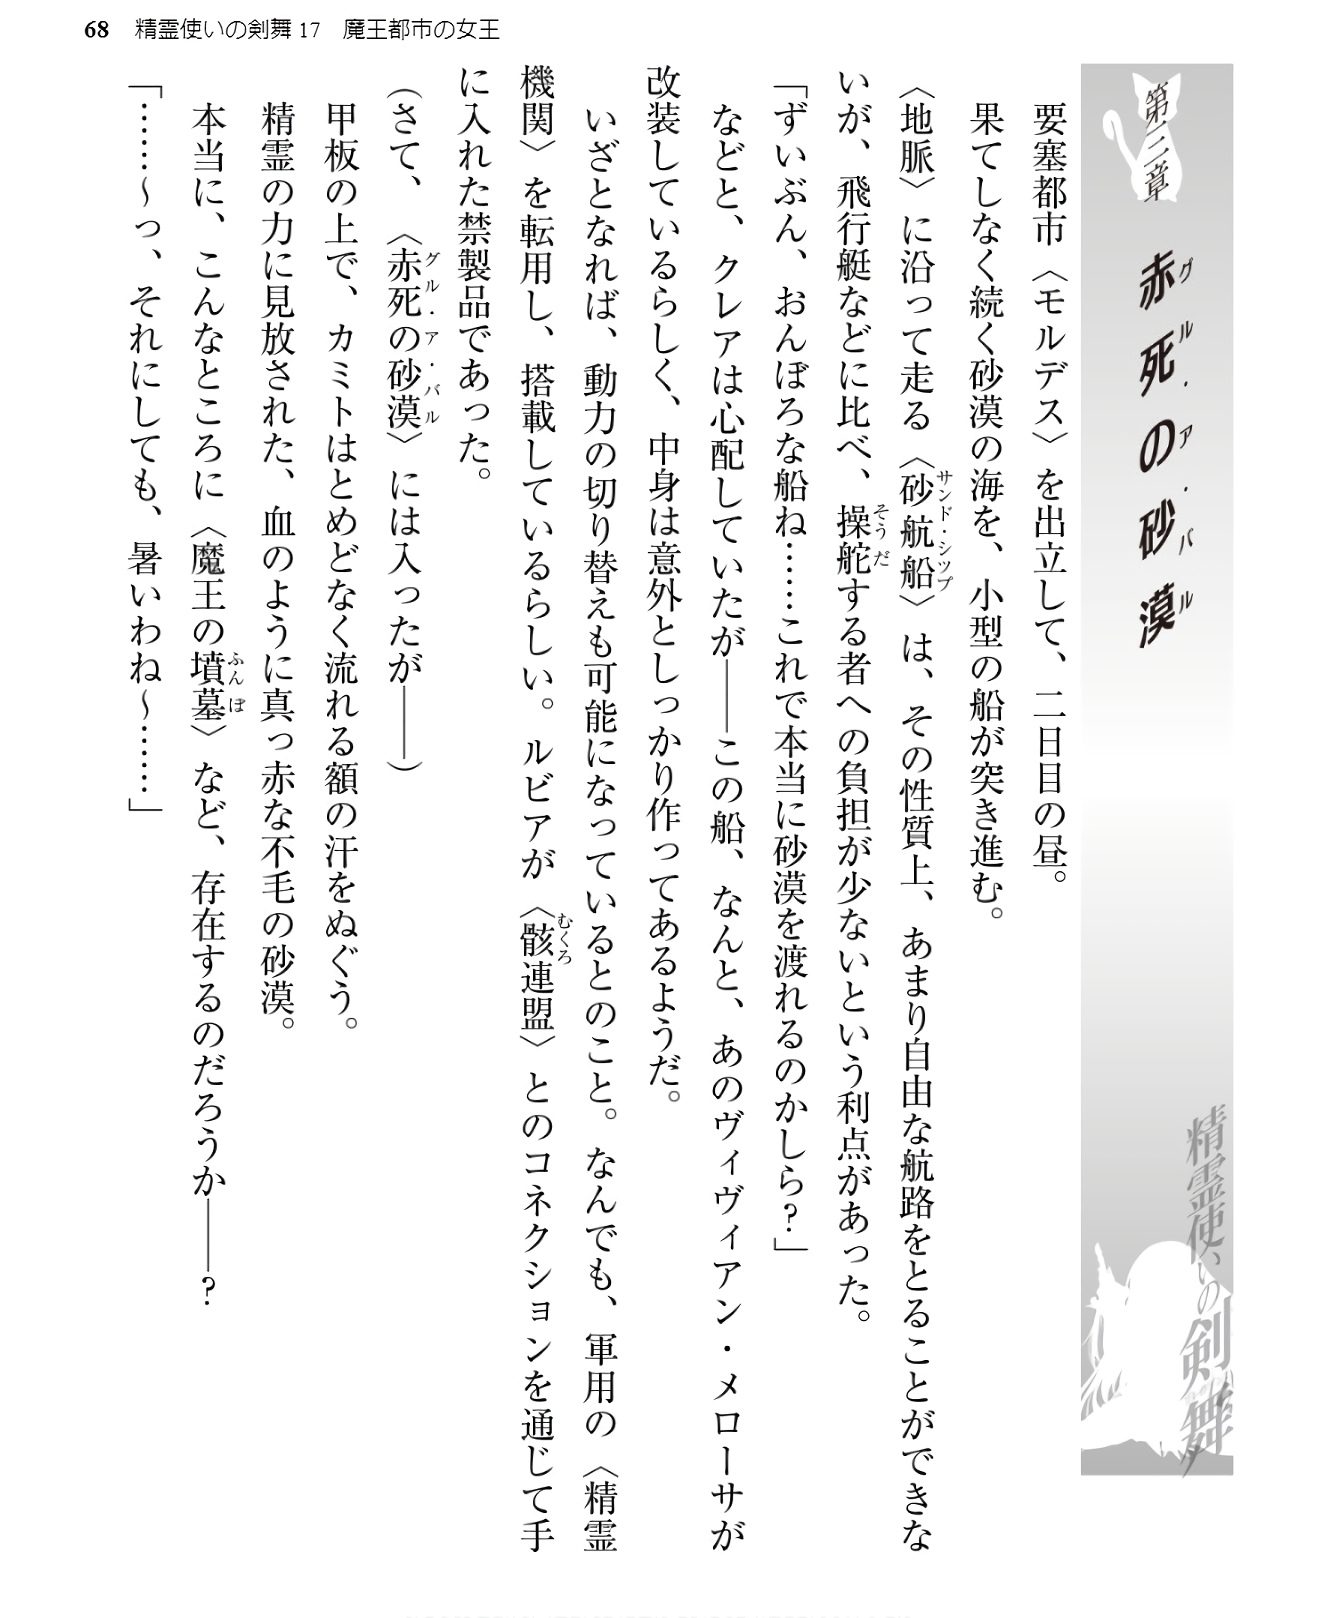 68　精霊使いの剣舞17　魔王都市の女王
第三章　赤死の砂漠
グル・ア・バル
精霊使いの剣舞
要塞都市〈モルデス〉を出立して、二日目の昼。
果てしなく続く砂漠の海を、小型の船が突き進む。
〈地脈〉に沿って走る〈砂航船〉は、その性質上、あまり自由な航路をとることができな
サンド・シップ
いが、飛行艇などに比べ、操舵する者への負担が少ないという利点があった。
そうだ
「ずいぶん、おんぼろな船ね……これで本当に砂漠を渡れるのかしら？」
などと、クレアは心配していたが――この船、なんと、あのヴィヴィアン・メローサが
改装しているらしく、中身は意外としっかり作ってあるようだ。
いざとなれば、動力の切り替えも可能になっているとのこと。なんでも、軍用の〈精霊
機関〉を転用し、搭載しているらしい。ルビアが〈骸連盟〉とのコネクションを通じて手
むくろ
に入れた禁製品であった。
（さて、〈赤死の砂漠〉には入ったが――）
グル・ア・バル
甲板の上で、カミトはとめどなく流れる額の汗をぬぐう。
精霊の力に見放された、血のように真っ赤な不毛の砂漠。
本当に、こんなところに〈魔王の墳墓〉など、存在するのだろうか――？
ふんぼ
「……～っ、それにしても、暑いわね～……」